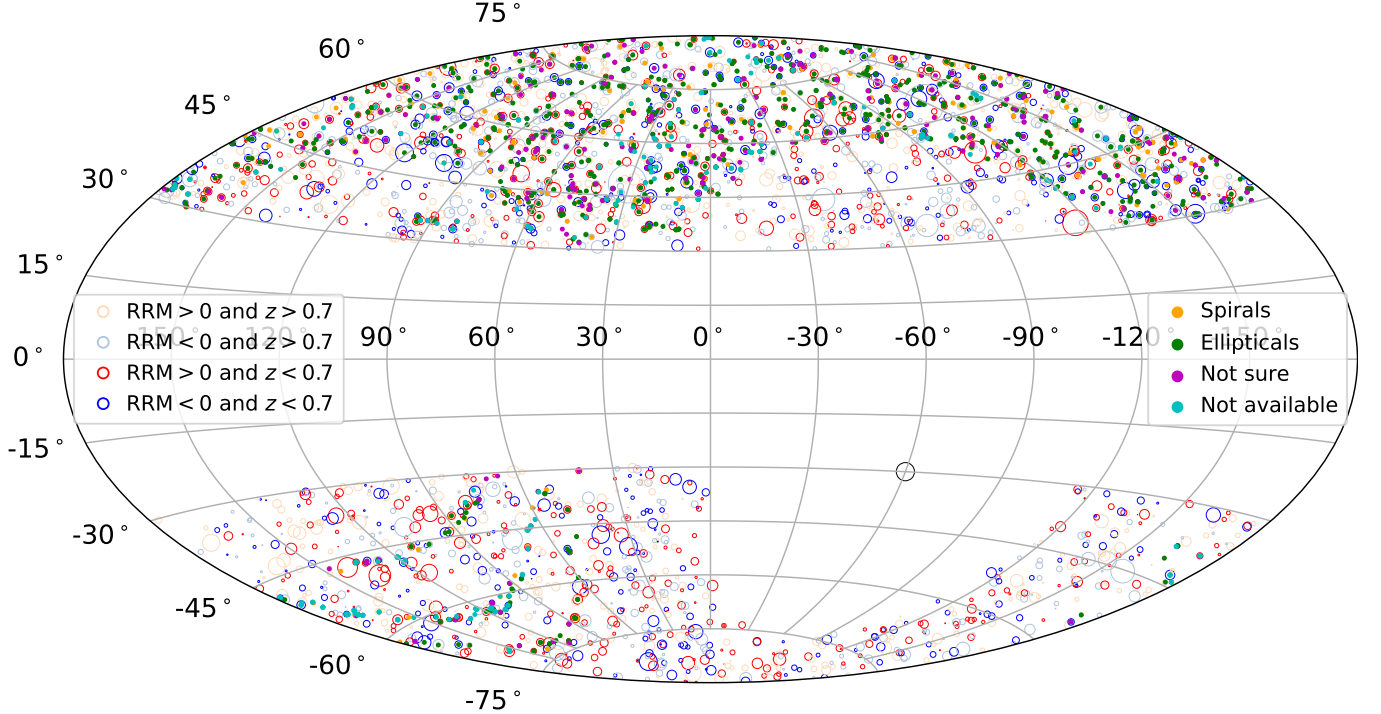 75°
60°
45°
30°
15°
0°
-15°
-30°
-45°
-60°
-75°
150° 120° 90° 60° 30° 0° -30° -60° -90° -120° -150°
RRM > 0 and z > 0.7
RRM < 0 and z > 0.7
RRM > 0 and z < 0.7
RRM < 0 and z < 0.7
Spirals
Ellipticals
Not sure
Not available